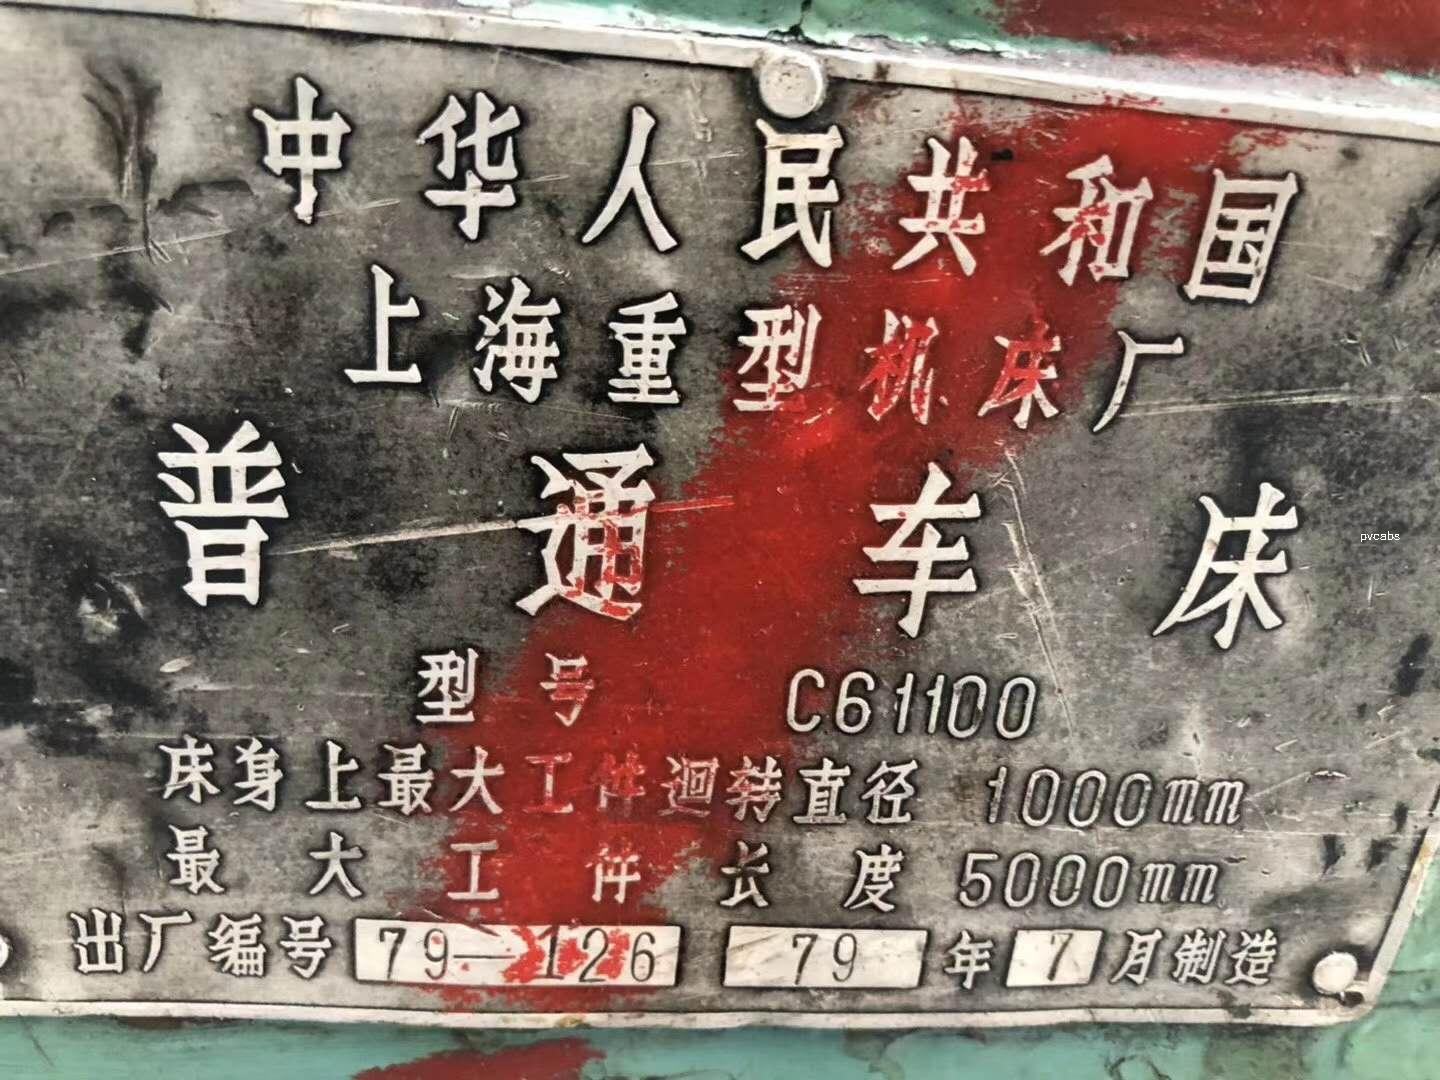 中华人民共和国
上海重型机床厂
普通车床
型号 C61100
床身上最大工件迴转直径 1000mm
最大工件长度 5000mm
出厂编号 79-126 79年7月制造
pvcabs